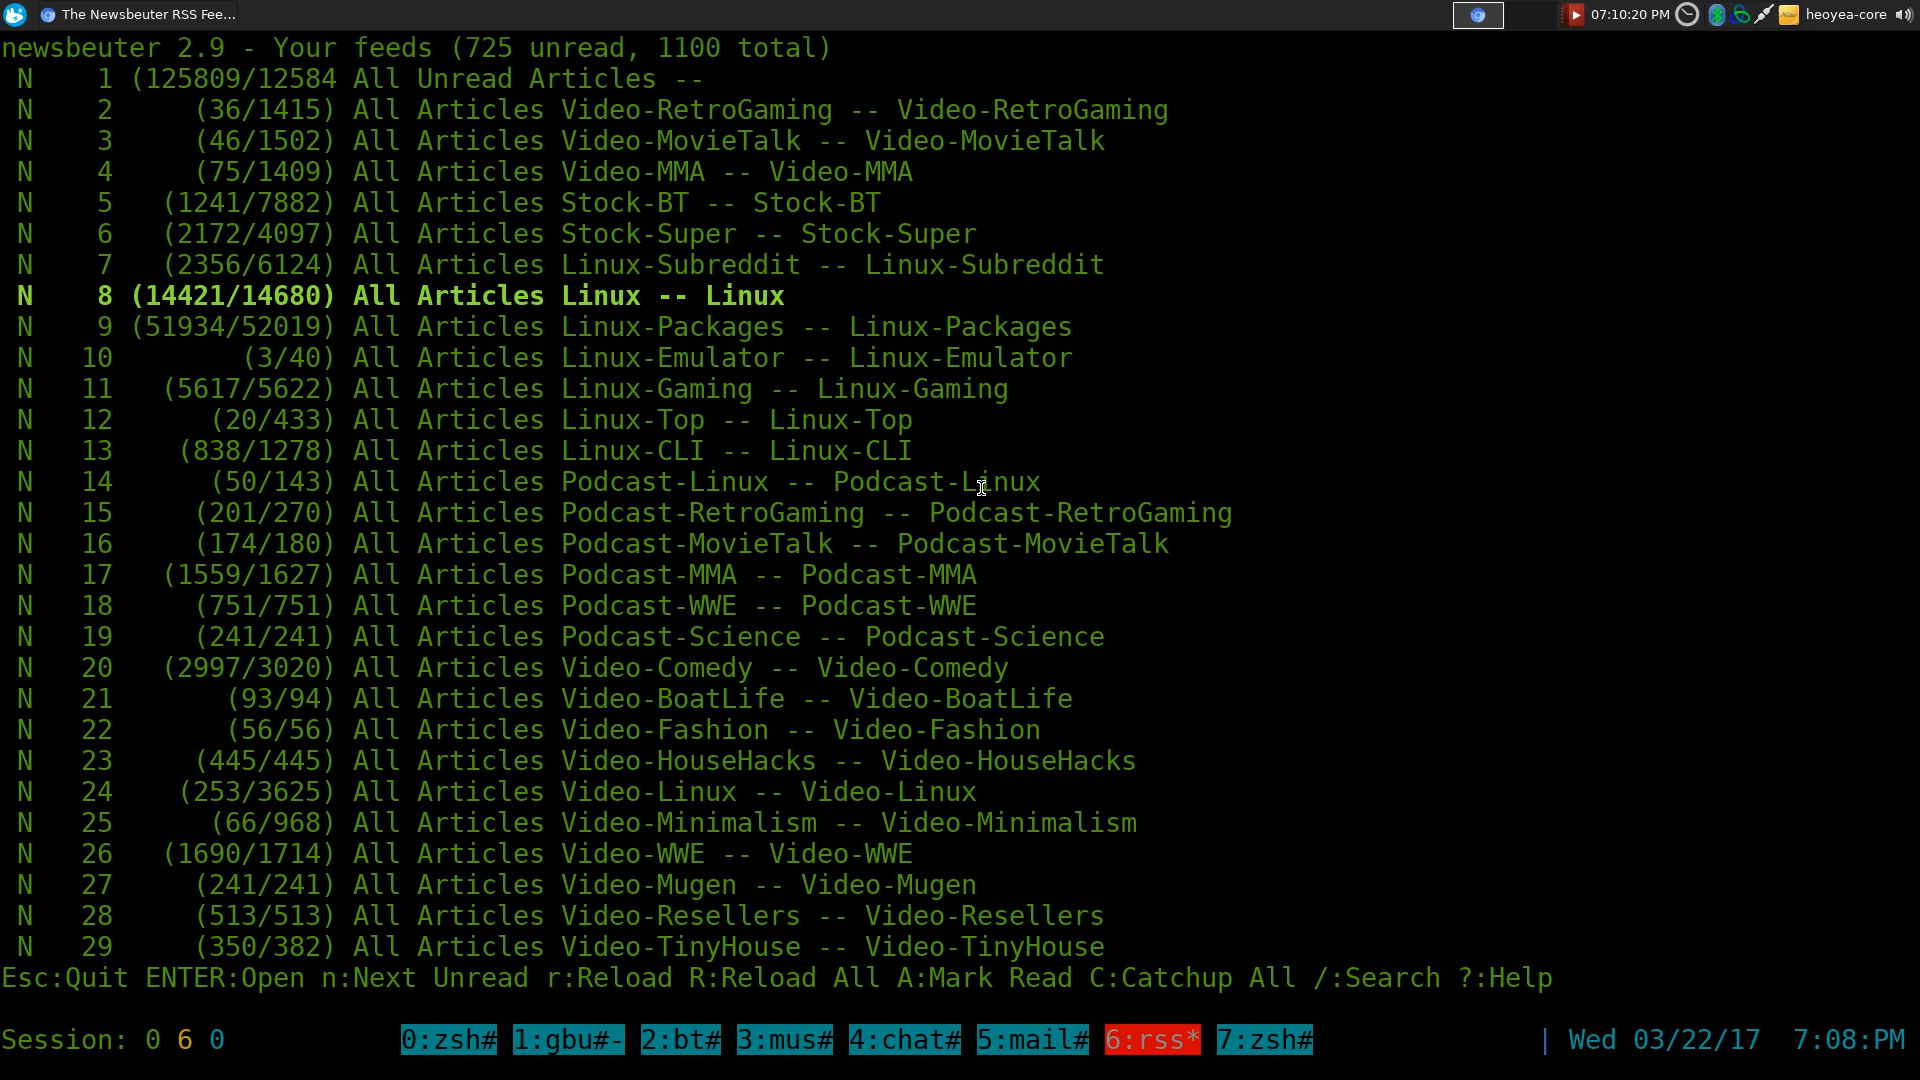 The Newsbeuter RSS Fee... 07:10:20 PM heoyea-core
newsbeuter 2.9 - Your feeds (725 unread, 1100 total)
N 1 (125809/12584 All Unread Articles --
N 2 (36/1415) All Articles Video-RetroGaming -- Video-RetroGaming
N 3 (46/1502) All Articles Video-MovieTalk -- Video-MovieTalk
N 4 (75/1409) All Articles Video-MMA -- Video-MMA
N 5 (1241/7882) All Articles Stock-BT -- Stock-BT
N 6 (2172/4097) All Articles Stock-Super -- Stock-Super
N 7 (2356/6124) All Articles Linux-Subreddit -- Linux-Subreddit
N 8 (14421/14680) All Articles Linux -- Linux
N 9 (51934/52019) All Articles Linux-Packages -- Linux-Packages
N 10 (3/40) All Articles Linux-Emulator -- Linux-Emulator
N 11 (5617/5622) All Articles Linux-Gaming -- Linux-Gaming
N 12 (20/433) All Articles Linux-Top -- Linux-Top
N 13 (838/1278) All Articles Linux-CLI -- Linux-CLI
N 14 (50/143) All Articles Podcast-Linux -- Podcast-Linux
N 15 (201/270) All Articles Podcast-RetroGaming -- Podcast-RetroGaming
N 16 (174/180) All Articles Podcast-MovieTalk -- Podcast-MovieTalk
N 17 (1559/1627) All Articles Podcast-MMA -- Podcast-MMA
N 18 (751/751) All Articles Podcast-WWE -- Podcast-WWE
N 19 (241/241) All Articles Podcast-Science -- Podcast-Science
N 20 (2997/3020) All Articles Video-Comedy -- Video-Comedy
N 21 (93/94) All Articles Video-BoatLife -- Video-BoatLife
N 22 (56/56) All Articles Video-Fashion -- Video-Fashion
N 23 (445/445) All Articles Video-HouseHacks -- Video-HouseHacks
N 24 (253/3625) All Articles Video-Linux -- Video-Linux
N 25 (66/968) All Articles Video-Minimalism -- Video-Minimalism
N 26 (1690/1714) All Articles Video-WWE -- Video-WWE
N 27 (241/241) All Articles Video-Mugen -- Video-Mugen
N 28 (513/513) All Articles Video-Resellers -- Video-Resellers
N 29 (350/382) All Articles Video-TinyHouse -- Video-TinyHouse
Esc:Quit ENTER:Open n:Next Unread r:Reload R:Reload All A:Mark Read C:Catchup All /:Search ?:Help
Session: 0 6 0 0:zsh# 1:gbu#- 2:bt# 3:mus# 4:chat# 5:mail# 6:rss* 7:zsh# | Wed 03/22/17 7:08:PM